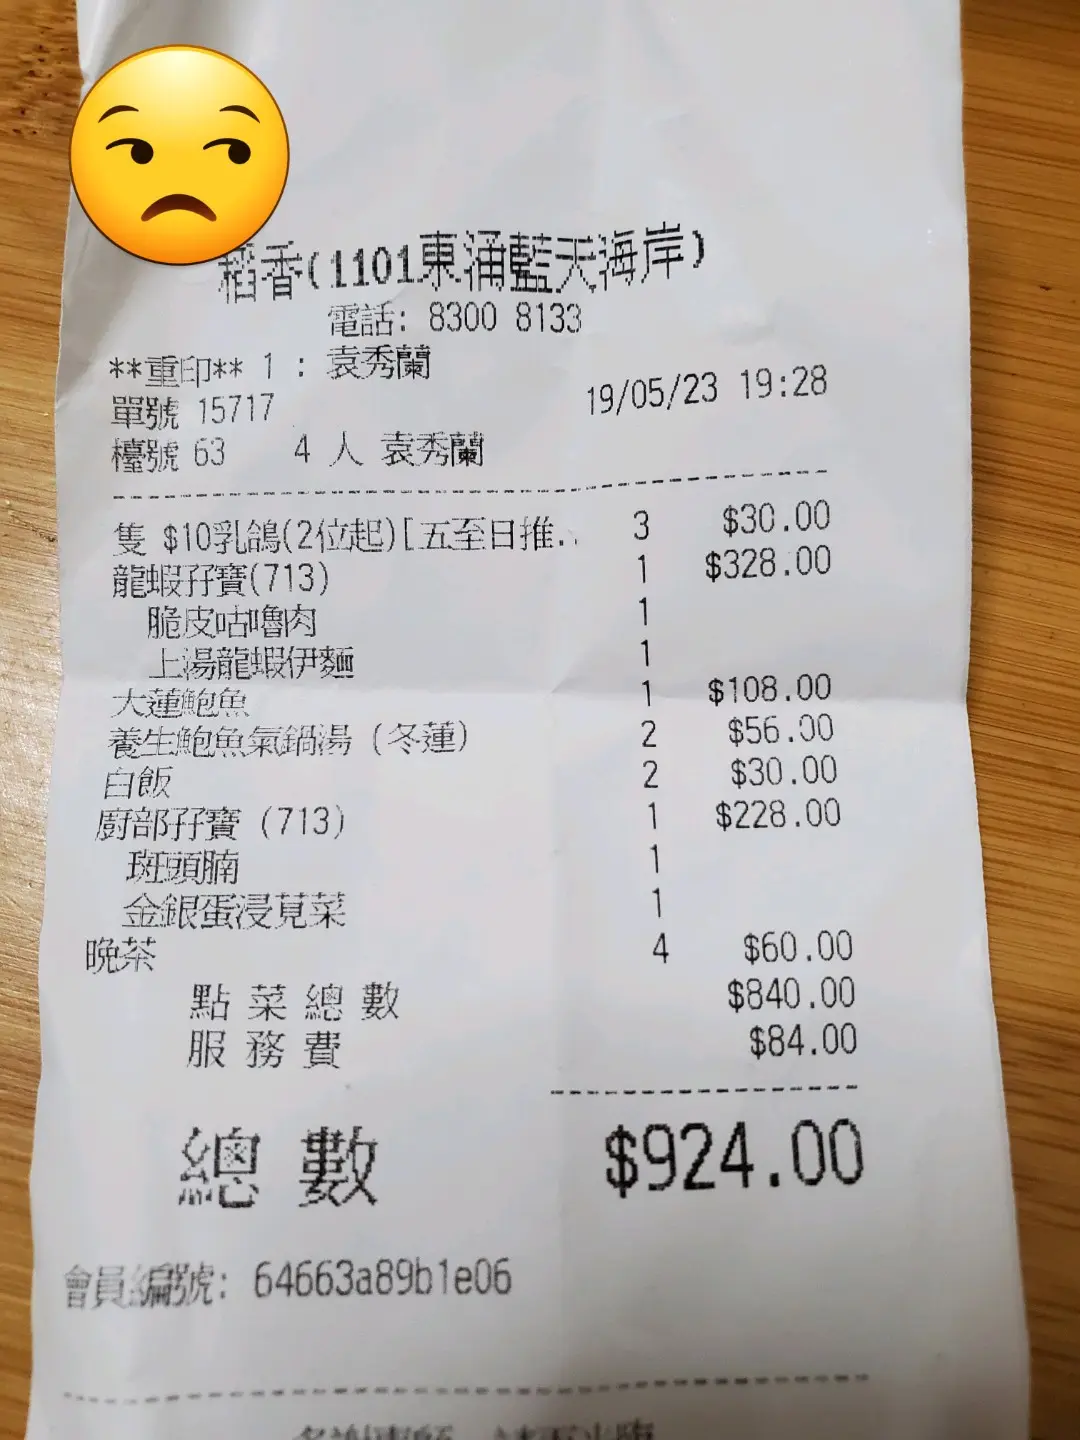 稻香(1101東涌藍天海岸)
電話: 8300 8133
**重印** 1 : 袁秀蘭
單號 15717 19/05/23 19:28
檯號 63 4 人 袁秀蘭
隻 $10乳鴿(2位起)[五至日推.. 3 $30.00
龍蝦孖寶(713) 1 $328.00
脆皮咕嚕肉 1
上湯龍蝦伊麵 1
大蓮鮑魚 1 $108.00
養生鮑魚氣鍋湯 (冬蓮) 2 $56.00
白飯 2 $30.00
廚部孖寶 (713) 1 $228.00
斑頭腩 1
金銀蛋浸莧菜 1
晚茶 4 $60.00
點菜總數 $840.00
服務費 $84.00
總數 $924.00
會員編號: 64663a89b1e06